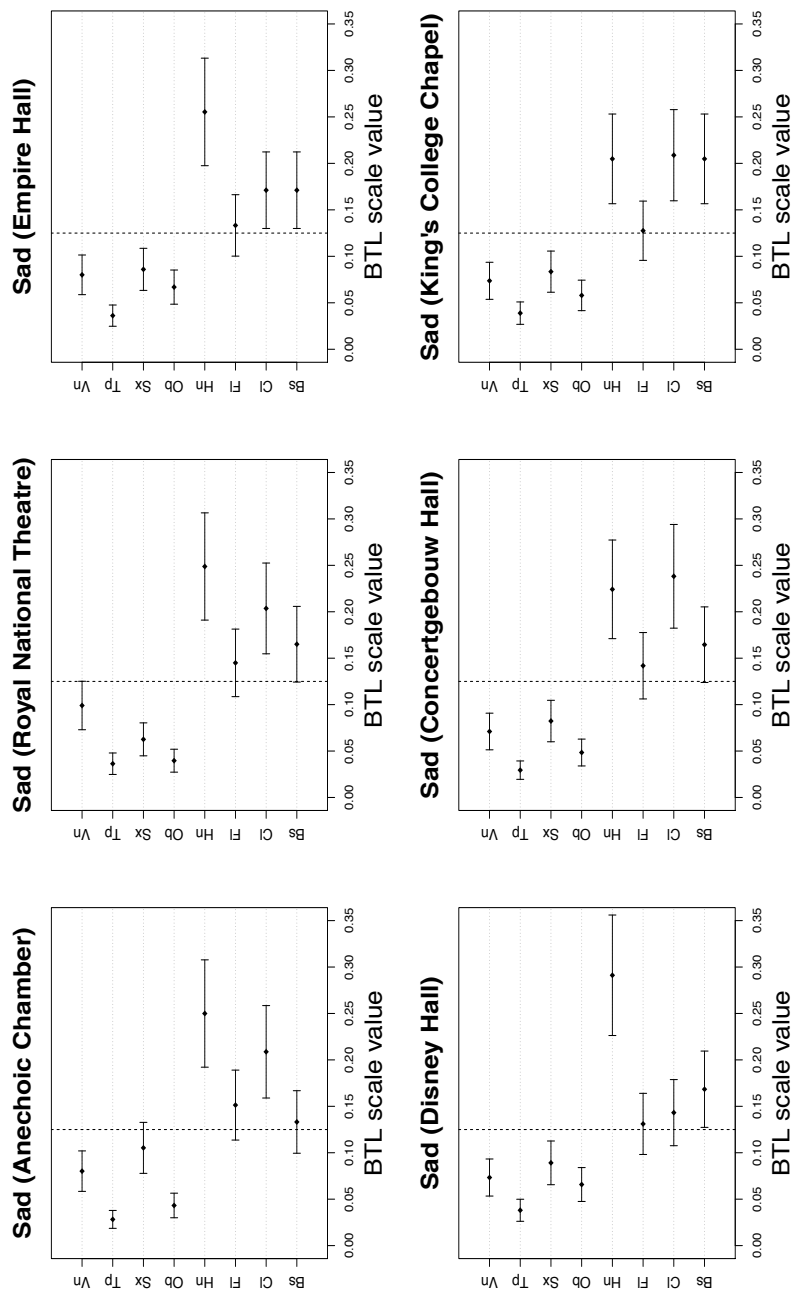 Sad (Anechoic Chamber)
Vn
Tp
Sx
Ob
Hn
Fl
Cl
Bs
0.00 0.05 0.10 0.15 0.20 0.25 0.30 0.35
BTL scale value
Sad (Royal National Theatre)
Vn
Tp
Sx
Ob
Hn
Fl
Cl
Bs
0.00 0.05 0.10 0.15 0.20 0.25 0.30 0.35
BTL scale value
Sad (Empire Hall)
Vn
Tp
Sx
Ob
Hn
Fl
Cl
Bs
0.00 0.05 0.10 0.15 0.20 0.25 0.30 0.35
BTL scale value
Sad (Disney Hall)
Vn
Tp
Sx
Ob
Hn
Fl
Cl
Bs
0.00 0.05 0.10 0.15 0.20 0.25 0.30 0.35
BTL scale value
Sad (Concertgebouw Hall)
Vn
Tp
Sx
Ob
Hn
Fl
Cl
Bs
0.00 0.05 0.10 0.15 0.20 0.25 0.30 0.35
BTL scale value
Sad (King's College Chapel)
Vn
Tp
Sx
Ob
Hn
Fl
Cl
Bs
0.00 0.05 0.10 0.15 0.20 0.25 0.30 0.35
BTL scale value